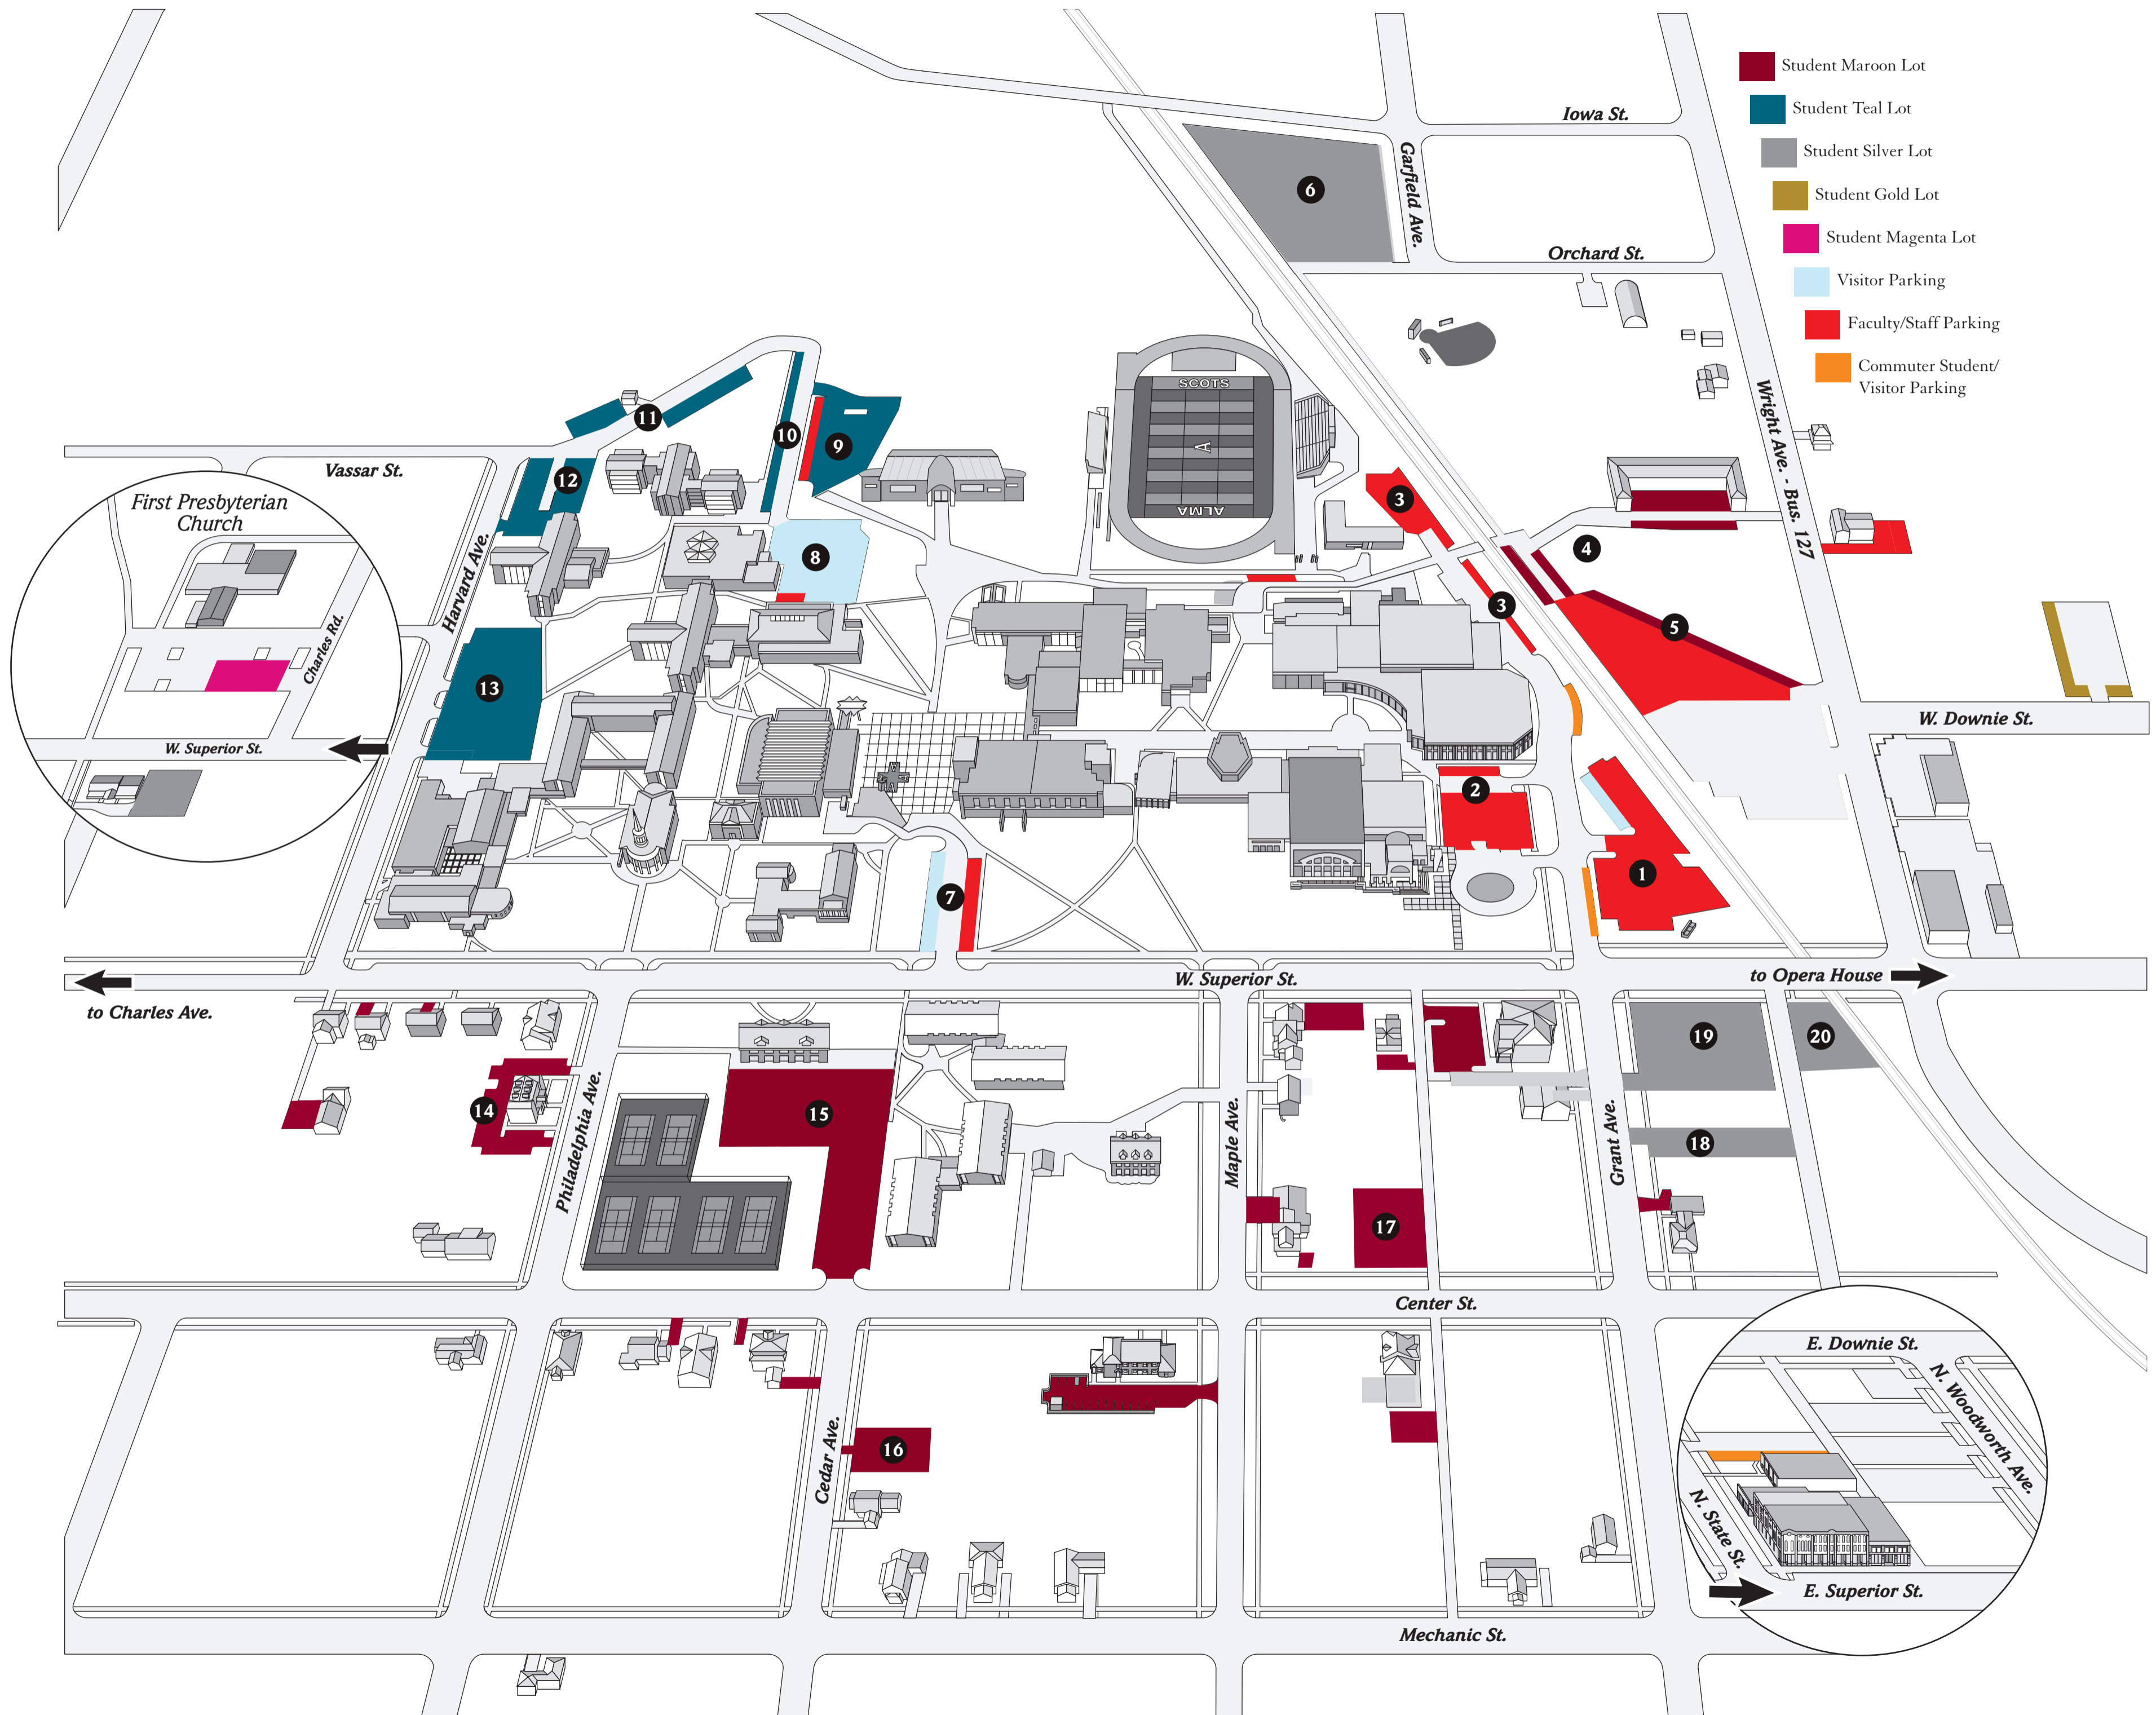 Student Maroon Lot
Student Teal Lot
Student Silver Lot
Student Gold Lot
Student Magenta Lot
Visitor Parking
Faculty/Staff Parking
Commuter Student/
Visitor Parking
Iowa St.
Garfield Ave.
6
Orchard St.
Wright Ave. - Bus. 127
SCOTS
A
ALMA
11
10
9
12
Vassar St.
First Presbyterian
Church
Charles Rd.
W. Superior St.
Harvard Ave.
8
3
4
3
5
13
W. Downie St.
2
1
7
W. Superior St.
to Opera House
to Charles Ave.
19
20
14
15
Philadelphia Ave.
Maple Ave.
Grant Ave.
18
17
Center St.
E. Downie St.
N. Woodworth Ave.
N. State St.
E. Superior St.
Cedar Ave.
16
Mechanic St.